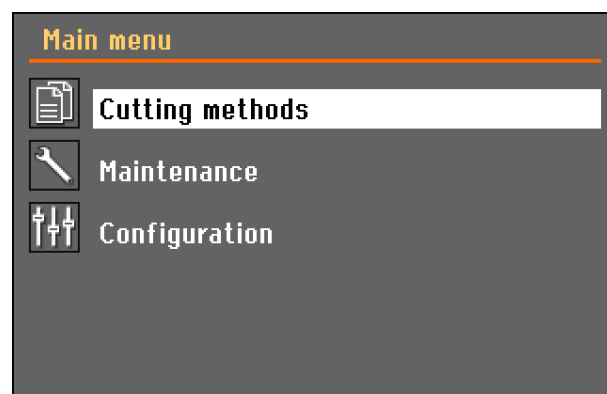 Main menu
Cutting methods
Maintenance
Configuration